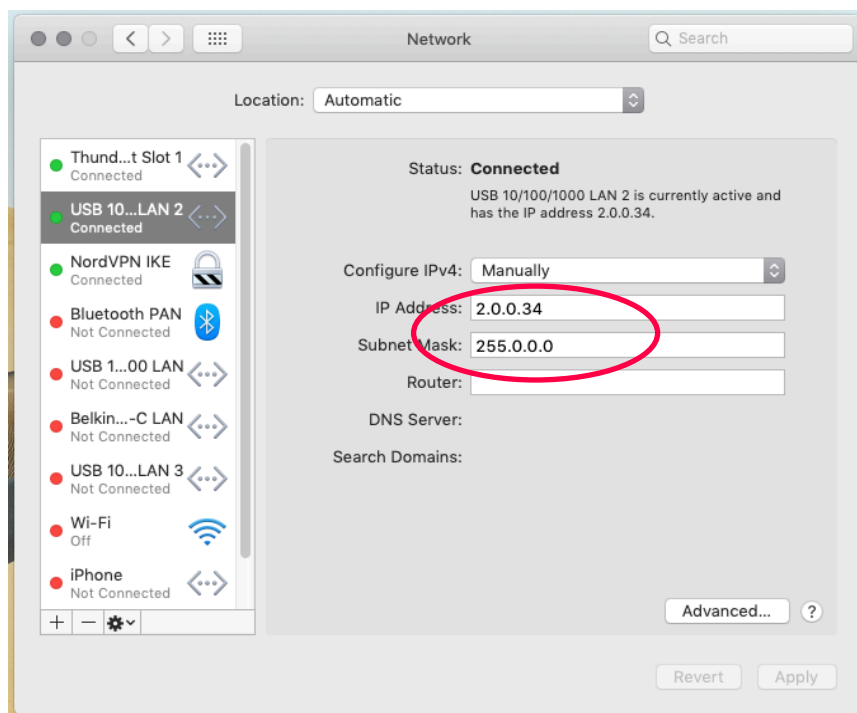 Network
Search
Location: Automatic
Thund...t Slot 1
Connected
USB 10...LAN 2
Connected
NordVPN IKE
Connected
Bluetooth PAN
Not Connected
USB 1...00 LAN
Not Connected
Belkin...-C LAN
Not Connected
USB 10...LAN 3
Not Connected
Wi-Fi
Off
iPhone
Not Connected
Status: Connected
USB 10/100/1000 LAN 2 is currently active and
has the IP address 2.0.0.34.
Configure IPv4: Manually
IP Address: 2.0.0.34
Subnet Mask: 255.0.0.0
Router:
DNS Server:
Search Domains:
Advanced... ?
Revert Apply